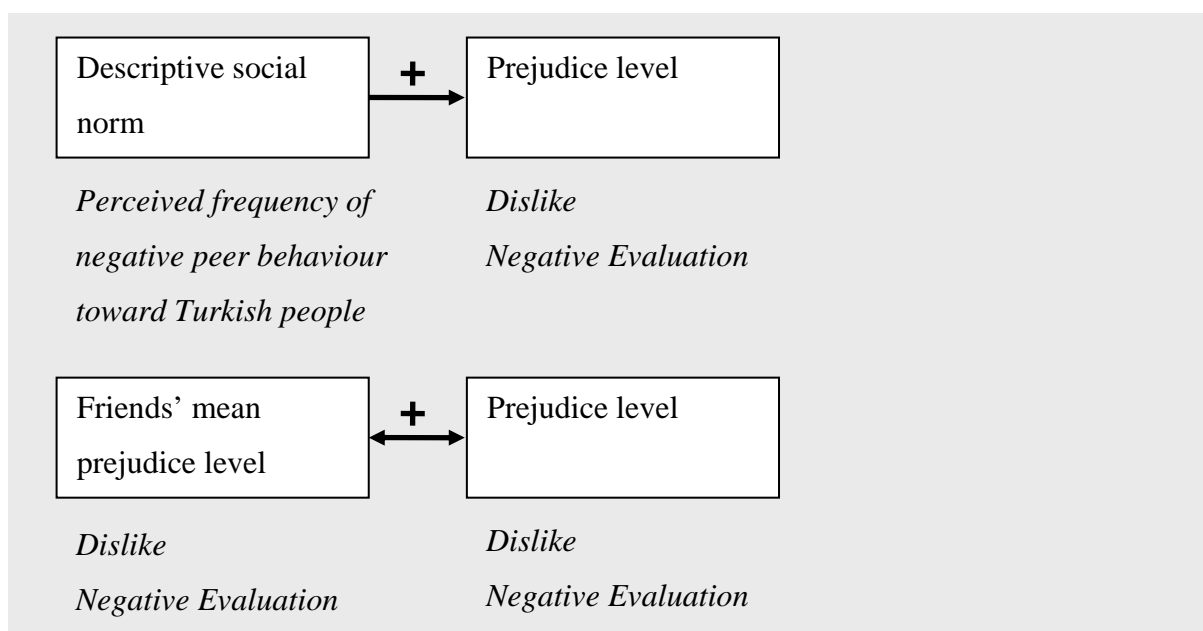 Descriptive social
norm
+
Prejudice level
Perceived frequency of
negative peer behaviour
toward Turkish people
Dislike
Negative Evaluation
Friends’ mean
prejudice level
+
Prejudice level
Dislike
Negative Evaluation
Dislike
Negative Evaluation